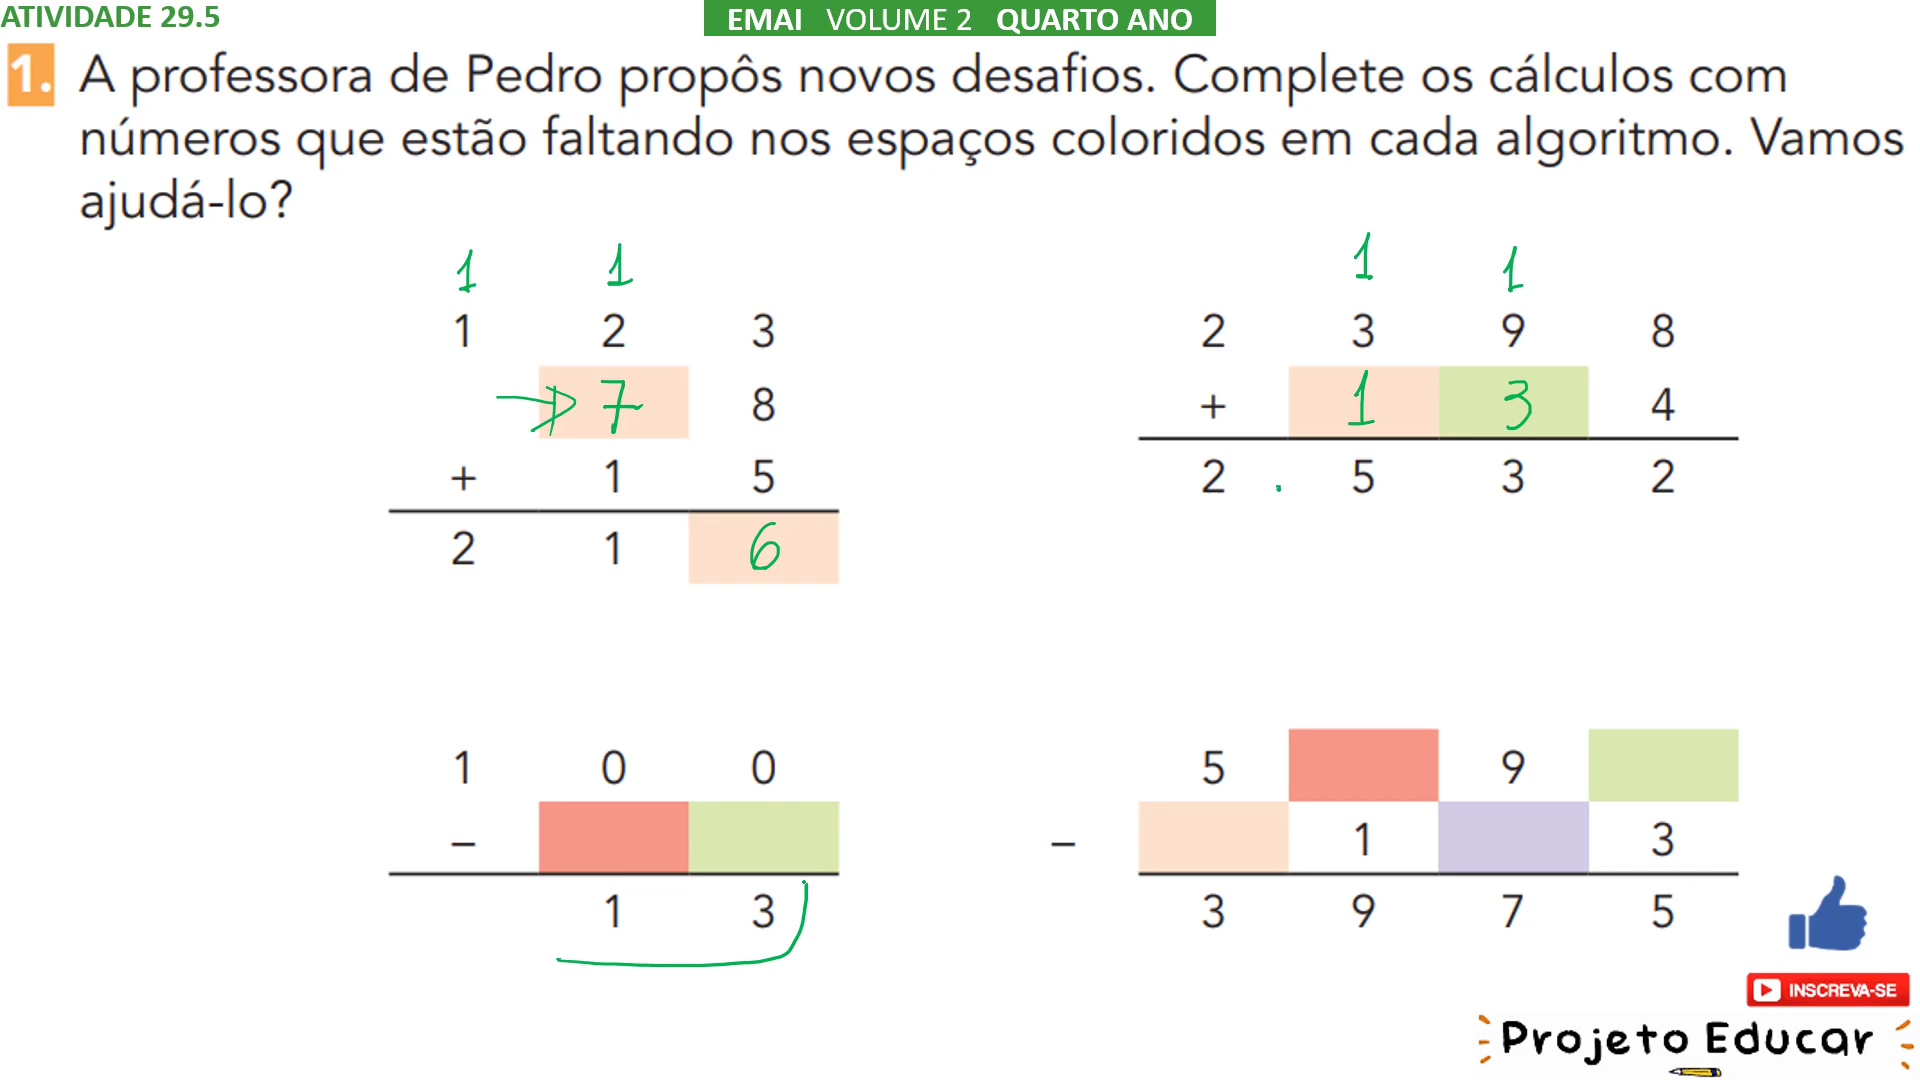 ATIVIDADE 29.5
EMAI VOLUME 2 QUARTO ANO
1. A professora de Pedro propôs novos desafios. Complete os cálculos com
números que estão faltando nos espaços coloridos em cada algoritmo. Vamos
ajudá-lo?
1 1
1 2 3
7 8
+ 1 5
2 1 6
1 1
2 3 9 8
+ 1 3 4
2 . 5 3 2
1 0 0
–
1 3
5 9
– 1 3
3 9 7 5
INSCREVA-SE
Projeto Educar